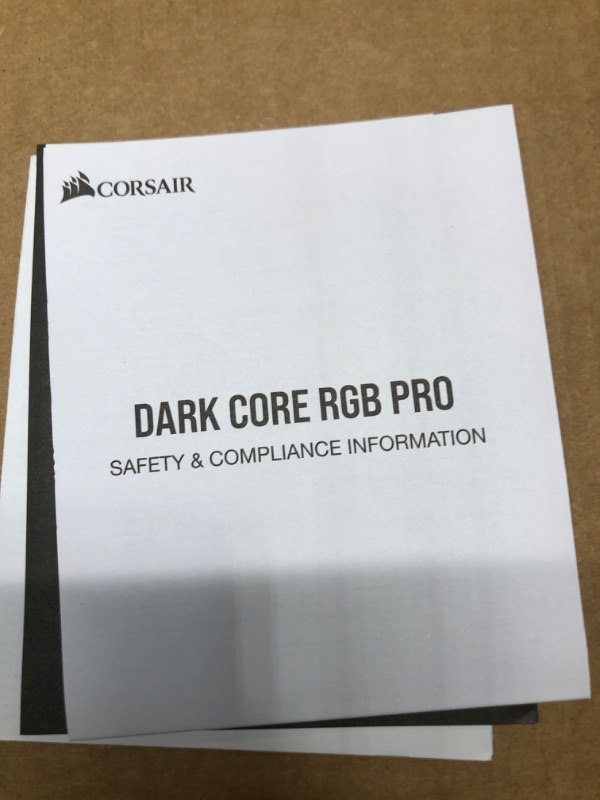 CORSAIR
DARK CORE RGB PRO
SAFETY & COMPLIANCE INFORMATION